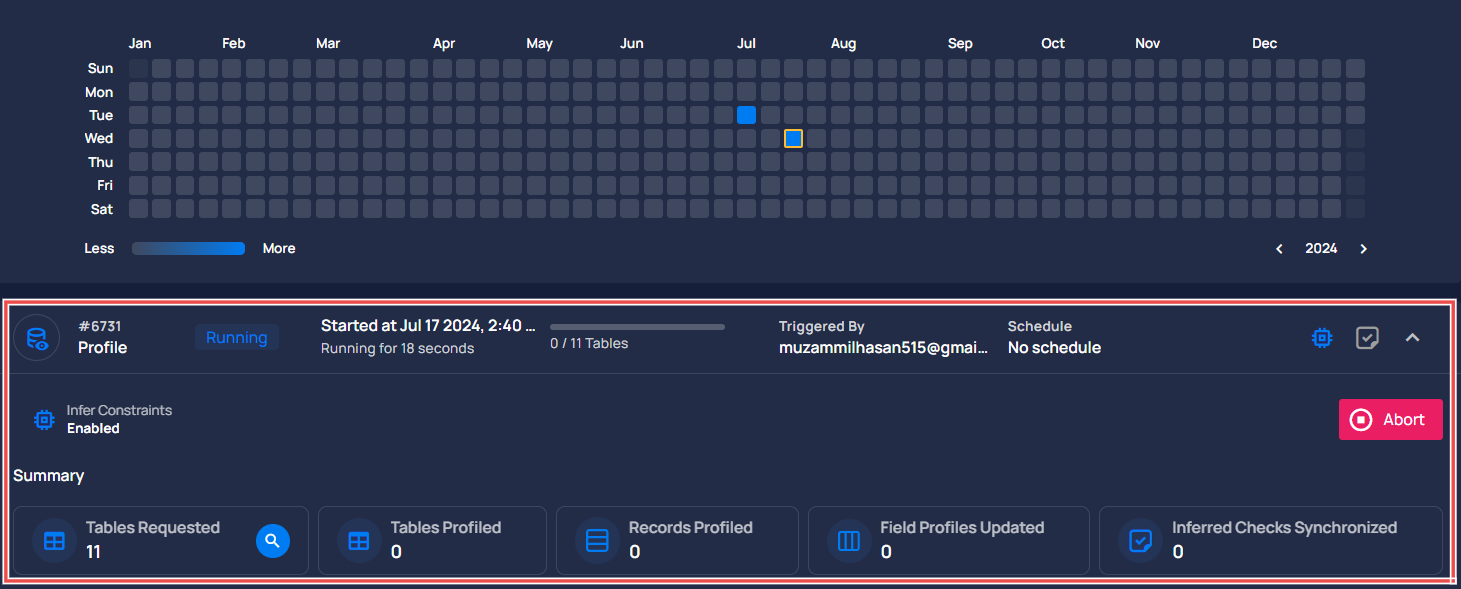 Jan Feb Mar Apr May Jun Jul Aug Sep Oct Nov Dec
Sun
Mon
Tue
Wed
Thu
Fri
Sat
Less More 2024
#6731
Profile
Running
Started at Jul 17 2024, 2:40 ...
Running for 18 seconds
0 / 11 Tables
Triggered By
muzammilhasan515@gmai...
Schedule
No schedule
Infer Constraints
Enabled
Abort
Summary
Tables Requested
11
Tables Profiled
0
Records Profiled
0
Field Profiles Updated
0
Inferred Checks Synchronized
0